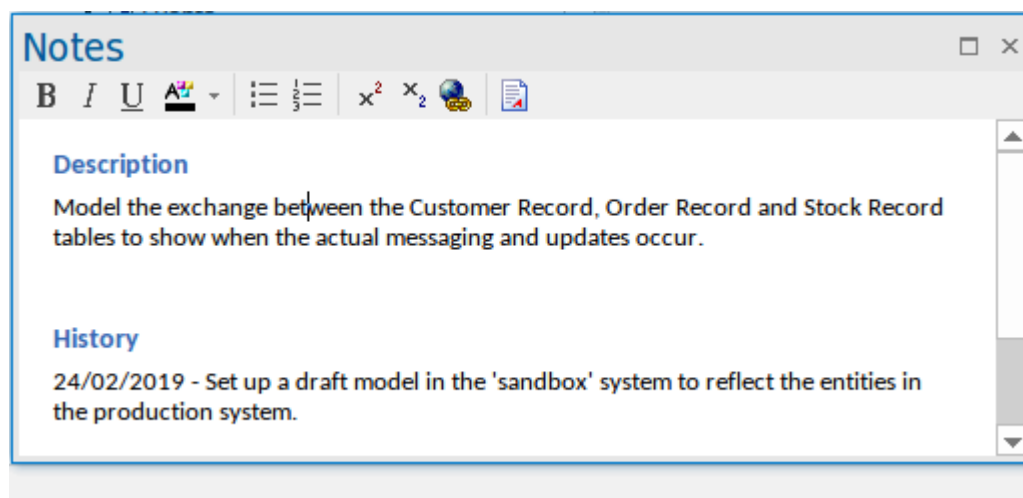 Notes
B I U A x² x₂
Description
Model the exchange between the Customer Record, Order Record and Stock Record
tables to show when the actual messaging and updates occur.
History
24/02/2019 - Set up a draft model in the 'sandbox' system to reflect the entities in
the production system.